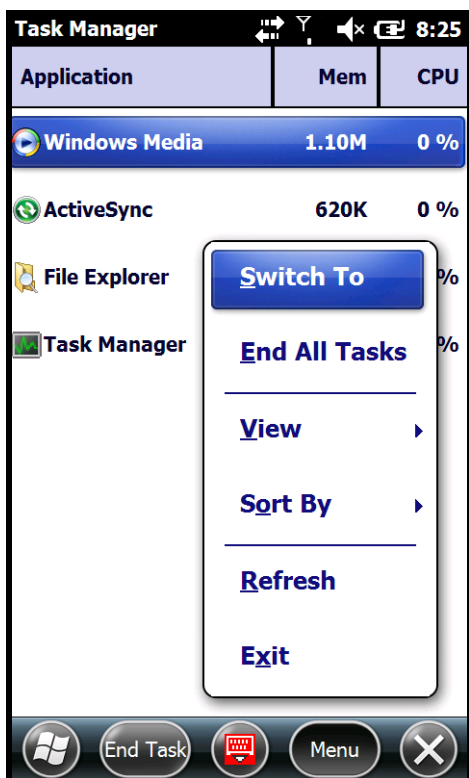 Task Manager 8:25
Application Mem CPU
Windows Media 1.10M 0 %
ActiveSync 620K 0 %
File Explorer %
Task Manager %
Switch To
End All Tasks
View
Sort By
Refresh
Exit
End Task Menu